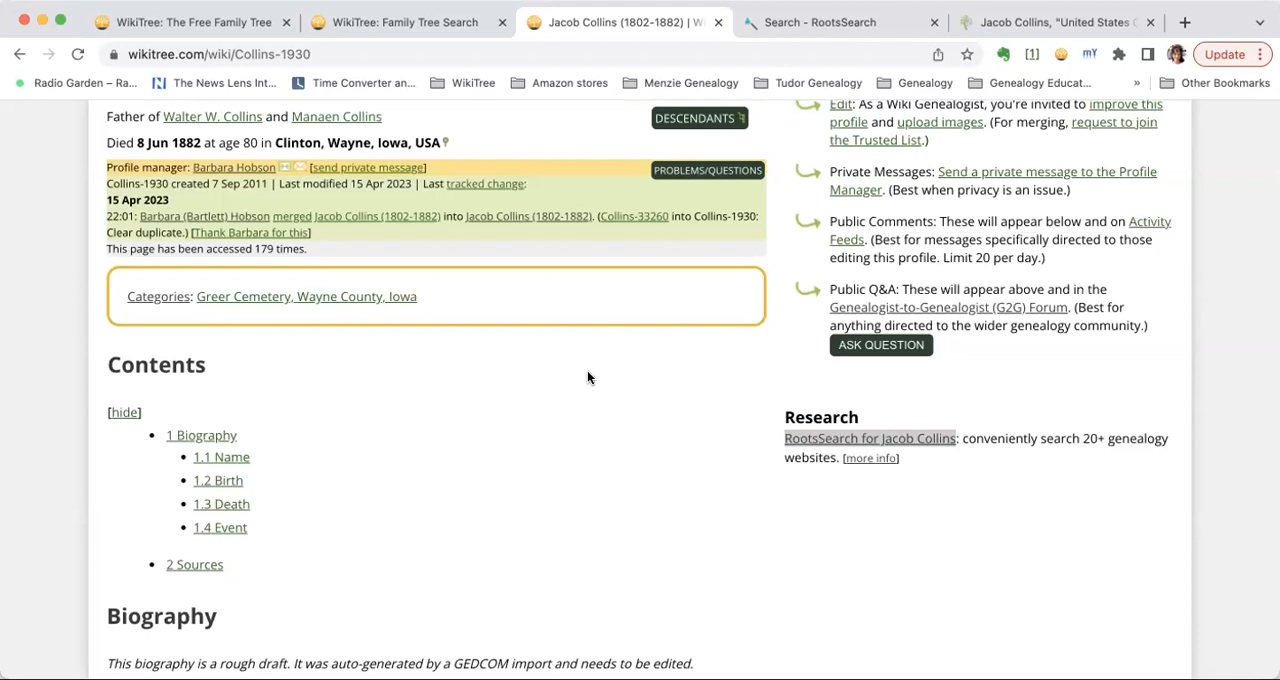 WikiTree: The Free Family Tree
WikiTree: Family Tree Search
Jacob Collins (1802-1882) | W
Search - RootsSearch
Jacob Collins, "United States
wikitree.com/wiki/Collins-1930
[1]
mY
Update
Radio Garden – Ra...
The News Lens Int...
Time Converter an...
WikiTree
Amazon stores
Menzie Genealogy
Tudor Genealogy
Genealogy
Genealogy Educat...
»
Other Bookmarks
Father of Walter W. Collins and Manaen Collins
DESCENDANTS
Died 8 Jun 1882 at age 80 in Clinton, Wayne, Iowa, USA
Profile manager: Barbara Hobson [send private message]
PROBLEMS/QUESTIONS
Collins-1930 created 7 Sep 2011 | Last modified 15 Apr 2023 | Last tracked change:
15 Apr 2023
22:01: Barbara (Bartlett) Hobson merged Jacob Collins (1802-1882) into Jacob Collins (1802-1882). (Collins-33260 into Collins-1930:
Clear duplicate.) [Thank Barbara for this]
This page has been accessed 179 times.
Categories: Greer Cemetery, Wayne County, Iowa
Contents
[hide]
1 Biography
1.1 Name
1.2 Birth
1.3 Death
1.4 Event
2 Sources
Biography
This biography is a rough draft. It was auto-generated by a GEDCOM import and needs to be edited.
Edit: As a Wiki Genealogist, you're invited to improve this
profile and upload images. (For merging, request to join
the Trusted List.)
Private Messages: Send a private message to the Profile
Manager. (Best when privacy is an issue.)
Public Comments: These will appear below and on Activity
Feeds. (Best for messages specifically directed to those
editing this profile. Limit 20 per day.)
Public Q&A: These will appear above and in the
Genealogist-to-Genealogist (G2G) Forum. (Best for
anything directed to the wider genealogy community.)
ASK QUESTION
Research
RootsSearch for Jacob Collins: conveniently search 20+ genealogy
websites. [more info]